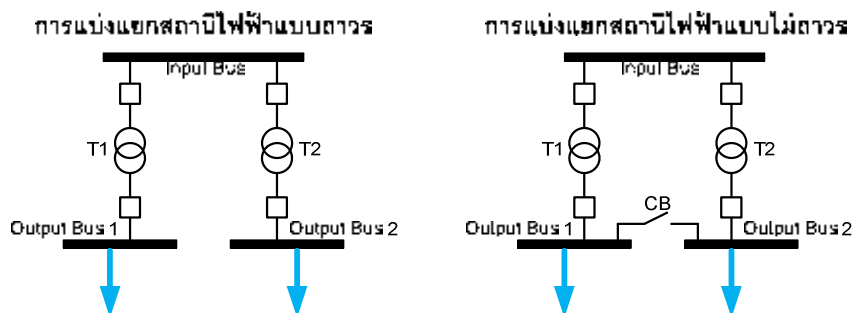 การแบ่งแยกสถานีไฟฟ้าแบบถาวร
Input Bus
T1
T2
Output Bus 1
Output Bus 2
การแบ่งแยกสถานีไฟฟ้าแบบไม่ถาวร
Input Bus
T1
T2
CB
Output Bus 1
Output Bus 2